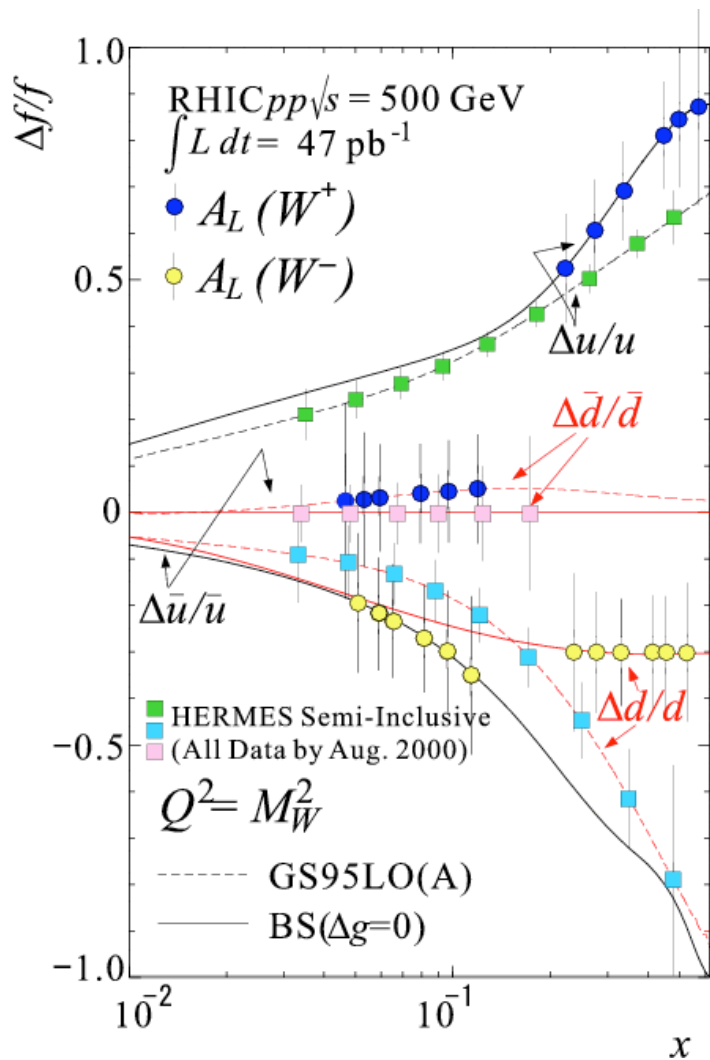 Δf/f
1.0
0.5
0
−0.5
−1.0
RHIC pp√s = 500 GeV
∫L dt = 47 pb⁻¹
A_L (W⁺)
A_L (W⁻)
Δu/u
Δd̄/d̄
Δū/ū
Δd/d
HERMES Semi-Inclusive
(All Data by Aug. 2000)
Q² = M_W²
GS95LO(A)
BS(Δg=0)
10⁻²
10⁻¹
x